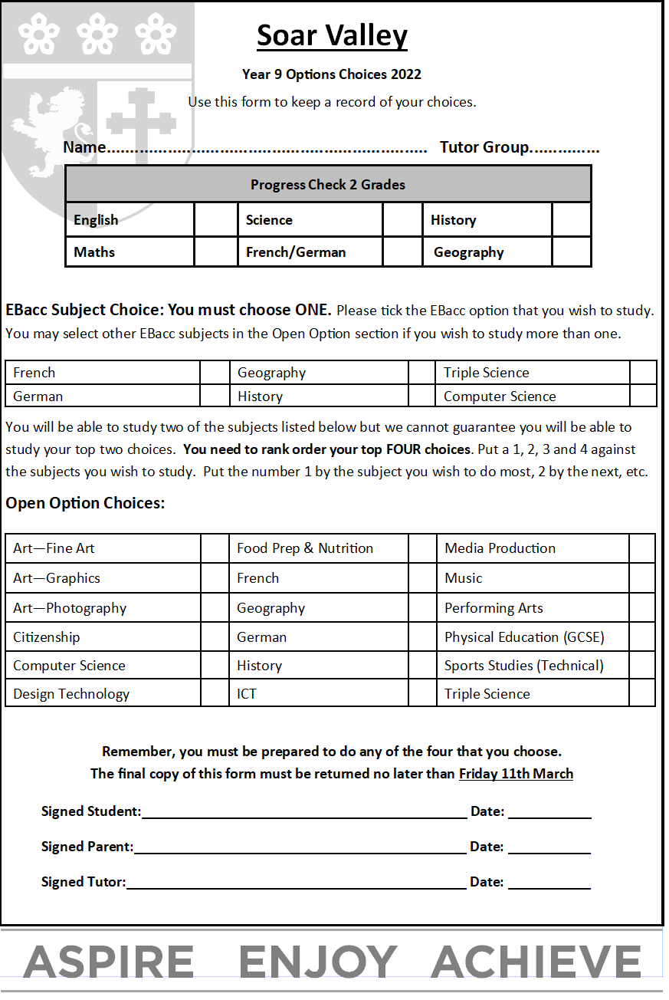 Soar Valley
Year 9 Options Choices 2022
Use this form to keep a record of your choices.
Name.................................................................... Tutor Group...............
Progress Check 2 Grades
English Science History
Maths French/German Geography
EBacc Subject Choice: You must choose ONE. Please tick the EBacc option that you wish to study.
You may select other EBacc subjects in the Open Option section if you wish to study more than one.
French Geography Triple Science
German History Computer Science
You will be able to study two of the subjects listed below but we cannot guarantee you will be able to
study your top two choices. You need to rank order your top FOUR choices. Put a 1, 2, 3 and 4 against
the subjects you wish to study. Put the number 1 by the subject you wish to do most, 2 by the next, etc.
Open Option Choices:
Art—Fine Art Food Prep & Nutrition Media Production
Art—Graphics French Music
Art—Photography Geography Performing Arts
Citizenship German Physical Education (GCSE)
Computer Science History Sports Studies (Technical)
Design Technology ICT Triple Science
Remember, you must be prepared to do any of the four that you choose.
The final copy of this form must be returned no later than Friday 11th March
Signed Student:__________________________________________ Date: ___________
Signed Parent:___________________________________________ Date: ___________
Signed Tutor:____________________________________________ Date: ___________
ASPIRE ENJOY ACHIEVE